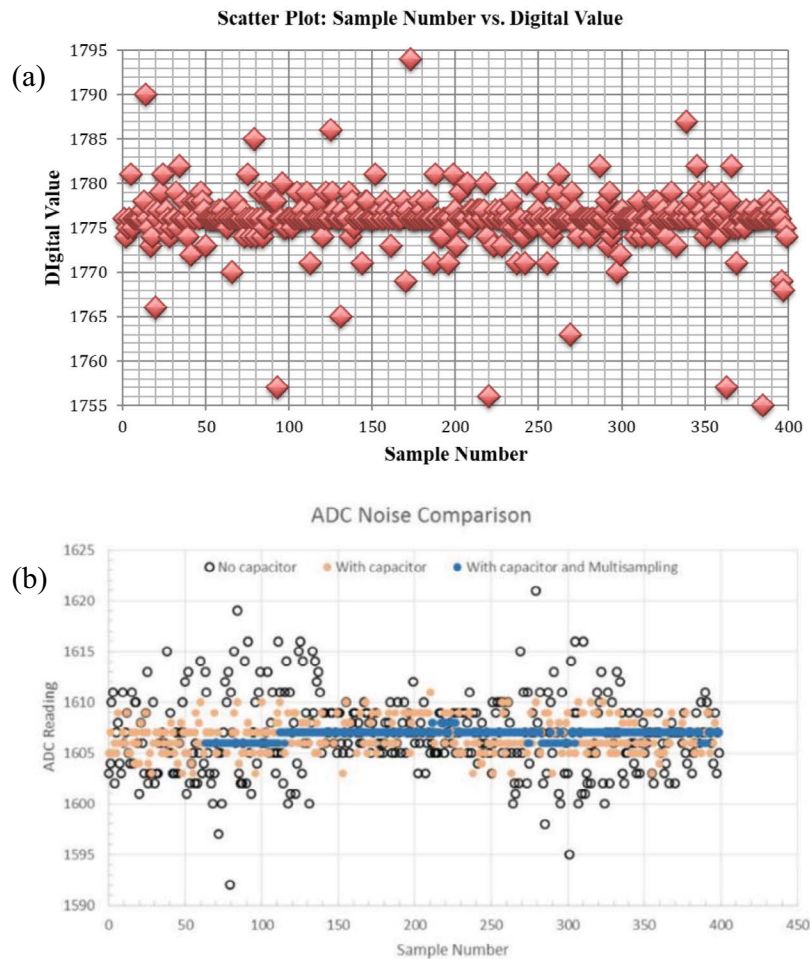 Scatter Plot: Sample Number vs. Digital Value
(a)
DIgital Value
1795
1790
1785
1780
1775
1770
1765
1760
1755
0 50 100 150 200 250 300 350 400
Sample Number
ADC Noise Comparison
(b)
ADC Reading
No capacitor With capacitor With capacitor and Multisampling
1625
1620
1615
1610
1605
1600
1595
1590
0 50 100 150 200 250 300 350 400 450
Sample Number